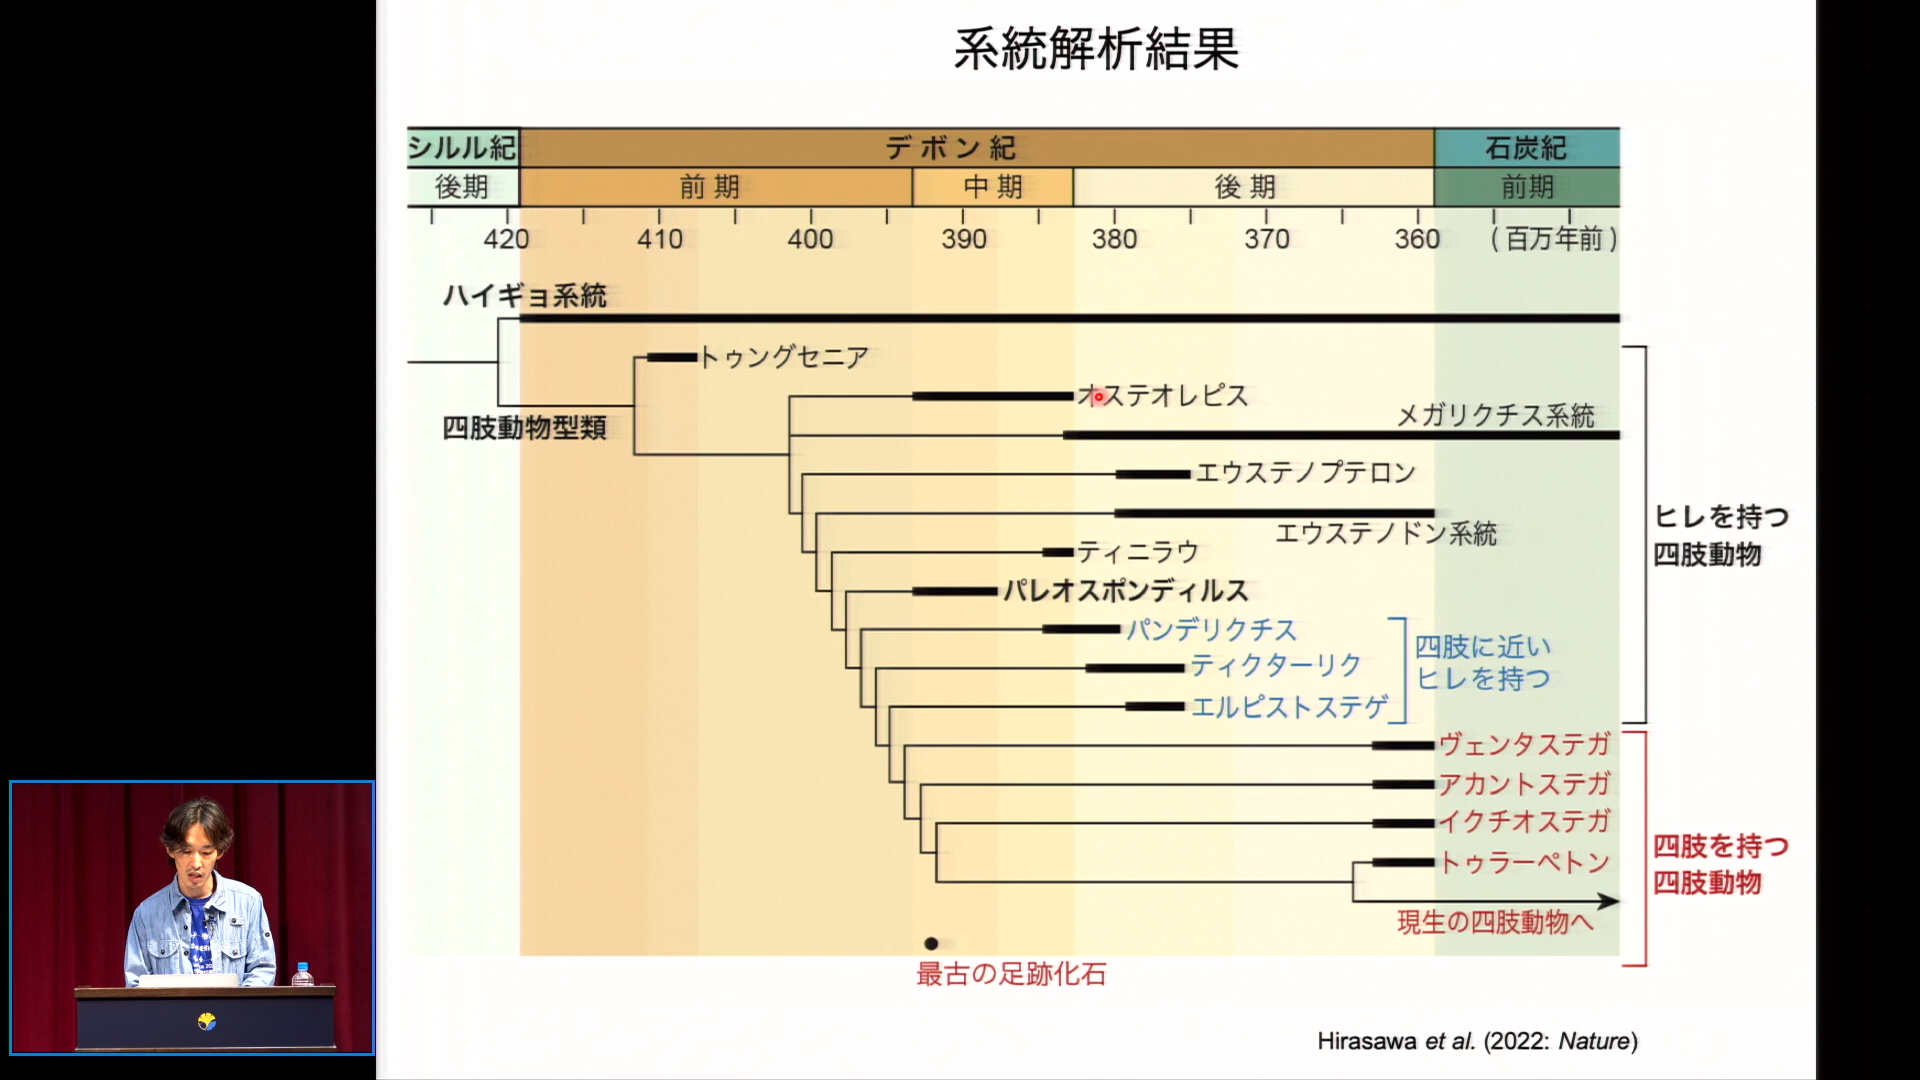 系統解析結果
シルル紀 デボン紀 石炭紀
後期 前期 中期 後期 前期
420 410 400 390 380 370 360 (百万年前)
ハイギョ系統
トゥングセニア
オステオレピス
メガリクチス系統
四肢動物型類
エウステノプテロン
エウステノドン系統
ヒレを持つ
四肢動物
ティニラウ
パレオスポンディルス
パンデリクチス
ティクターリク
エルピストステゲ
四肢に近い
ヒレを持つ
ヴェンタステガ
アカントステガ
イクチオステガ
トゥラーペトン
現生の四肢動物へ
四肢を持つ
四肢動物
最古の足跡化石
Hirasawa et al. (2022: Nature)